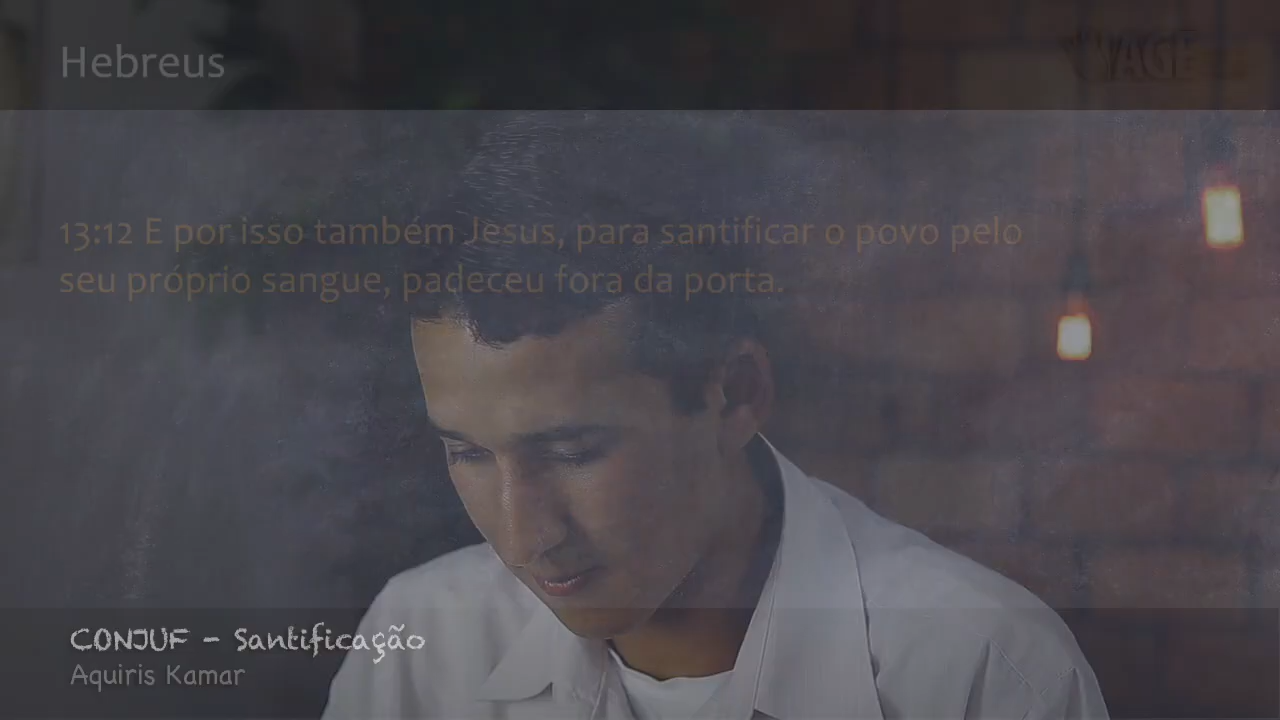 Hebreus
13:12 E por isso também Jesus, para santificar o povo pelo
seu próprio sangue, padeceu fora da porta.
CONJUF - Santificação
Aquiris Kamar